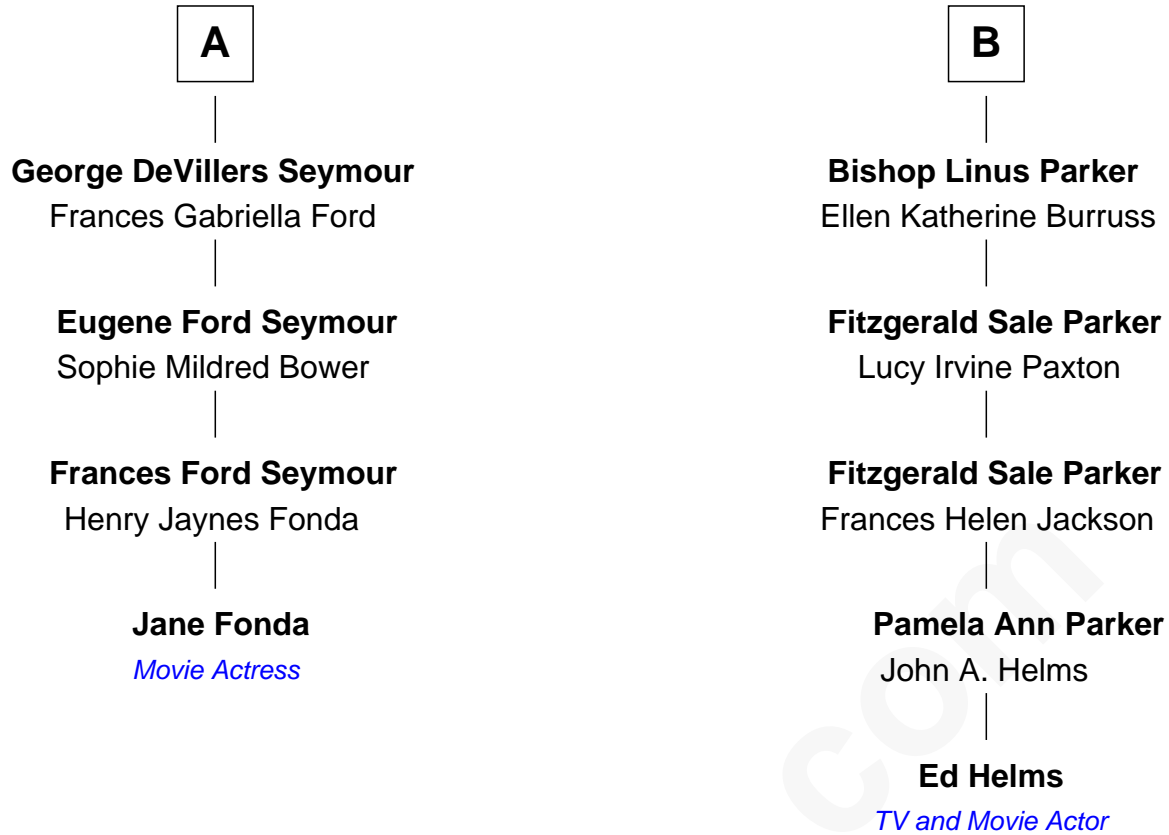 A
George DeVillers Seymour
Frances Gabriella Ford
Eugene Ford Seymour
Sophie Mildred Bower
Frances Ford Seymour
Henry Jaynes Fonda
Jane Fonda
Movie Actress
B
Bishop Linus Parker
Ellen Katherine Burruss
Fitzgerald Sale Parker
Lucy Irvine Paxton
Fitzgerald Sale Parker
Frances Helen Jackson
Pamela Ann Parker
John A. Helms
Ed Helms
TV and Movie Actor
com